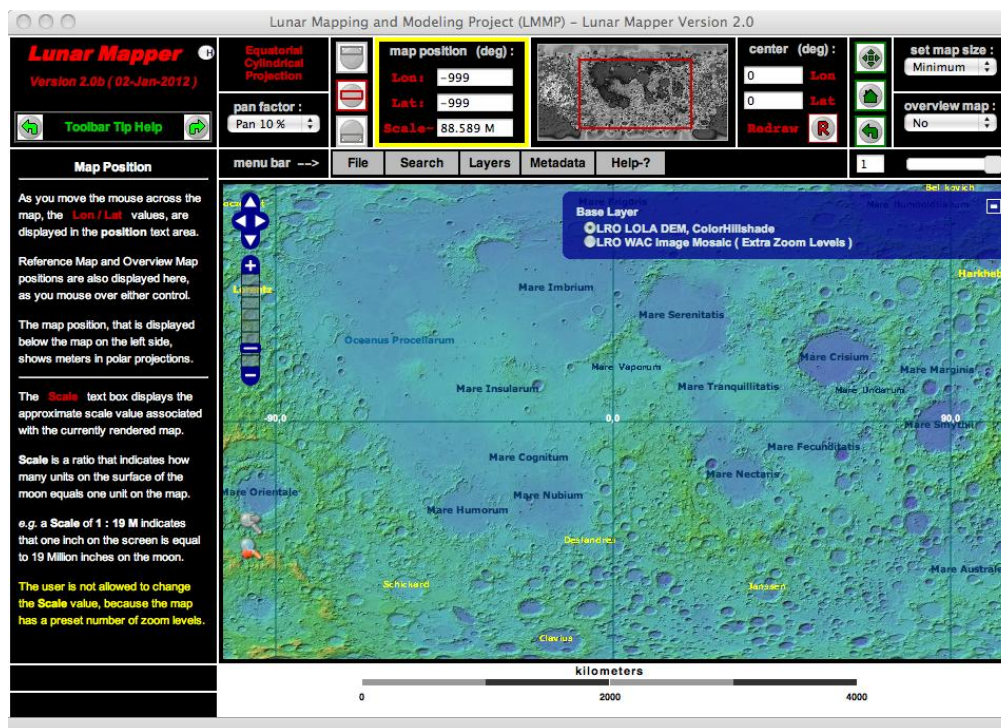 Lunar Mapping and Modeling Project (LMMP) – Lunar Mapper Version 2.0
Lunar Mapper H
Version 2.0b ( 02-Jan-2012 )
Toolbar Tip Help
Equatorial
Cylindrical
Projection
pan factor :
Pan 10 %
map position (deg) :
Lon: -999
Lat: -999
Scale~ 88.589 M
center (deg) :
0 Lon
0 Lat
Redraw R
set map size :
Minimum
overview map :
No
menu bar -->
File Search Layers Metadata Help-?
1
Map Position
As you move the mouse across the
map, the Lon / Lat values, are
displayed in the position text area.
Reference Map and Overview Map
positions are also displayed here,
as you mouse over either control.
The map position, that is displayed
below the map on the left side,
shows meters in polar projections.
The Scale text box displays the
approximate scale value associated
with the currently rendered map.
Scale is a ratio that indicates how
many units on the surface of the
moon equals one unit on the map.
e.g. a Scale of 1 : 19 M indicates
that one inch on the screen is equal
to 19 Million inches on the moon.
The user is not allowed to change
the Scale value, because the map
has a preset number of zoom levels.
Bel'kovich
Mare Frigoris
Mare Humboldtianum
Base Layer
LRO LOLA DEM, ColorHillshade
LRO WAC Image Mosaic ( Extra Zoom Levels )
Harkheb
Lorentz
Mare Imbrium
Mare Serenitatis
Oceanus Procellarum
Mare Crisium
Mare Vaporum
Mare Marginis
Mare Insularum
Mare Tranquillitatis
Mare Undarum
-90,0
0,0
90,0
Mare Smythii
Mare Fecunditatis
Mare Cognitum
Mare Nectaris
Mare Orientale
Mare Nubium
Mare Humorum
Deslandres
Mare Australe
Schickard
Janssen
Clavius
kilometers
0 2000 4000